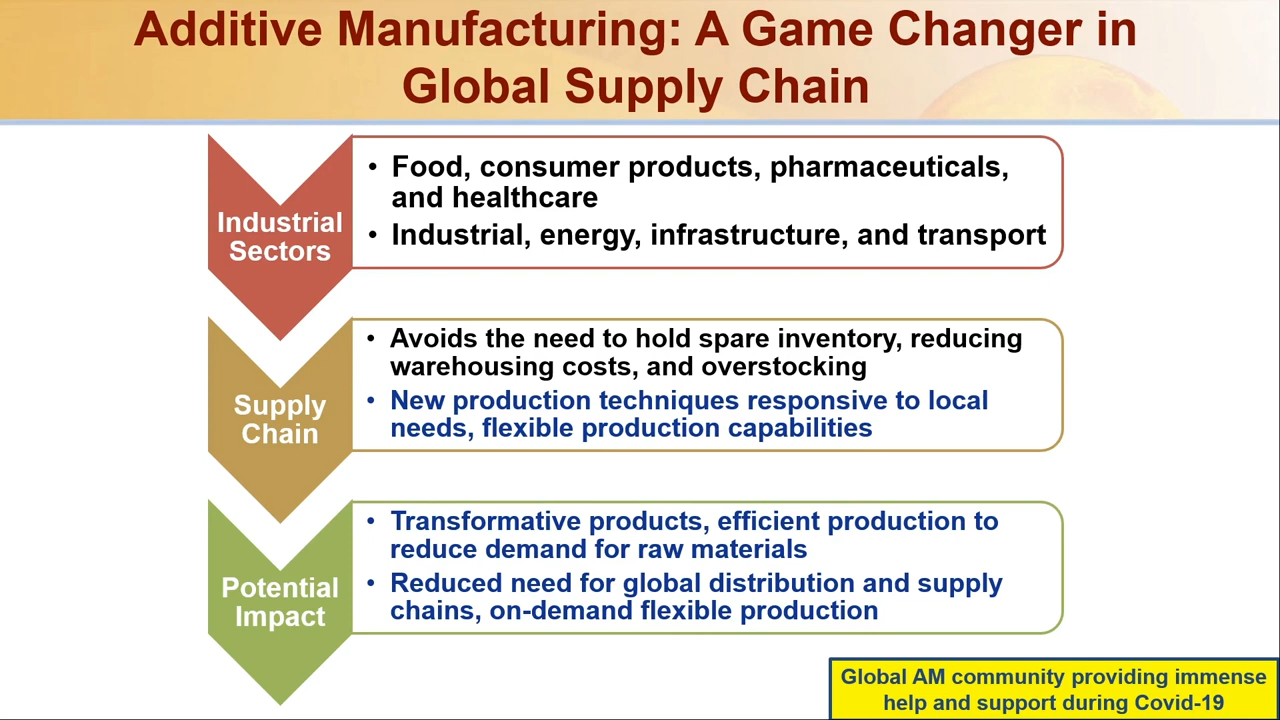 Additive Manufacturing: A Game Changer in
Global Supply Chain
Industrial
Sectors
• Food, consumer products, pharmaceuticals,
and healthcare
• Industrial, energy, infrastructure, and transport
Supply
Chain
• Avoids the need to hold spare inventory, reducing
warehousing costs, and overstocking
• New production techniques responsive to local
needs, flexible production capabilities
Potential
Impact
• Transformative products, efficient production to
reduce demand for raw materials
• Reduced need for global distribution and supply
chains, on-demand flexible production
Global AM community providing immense
help and support during Covid-19